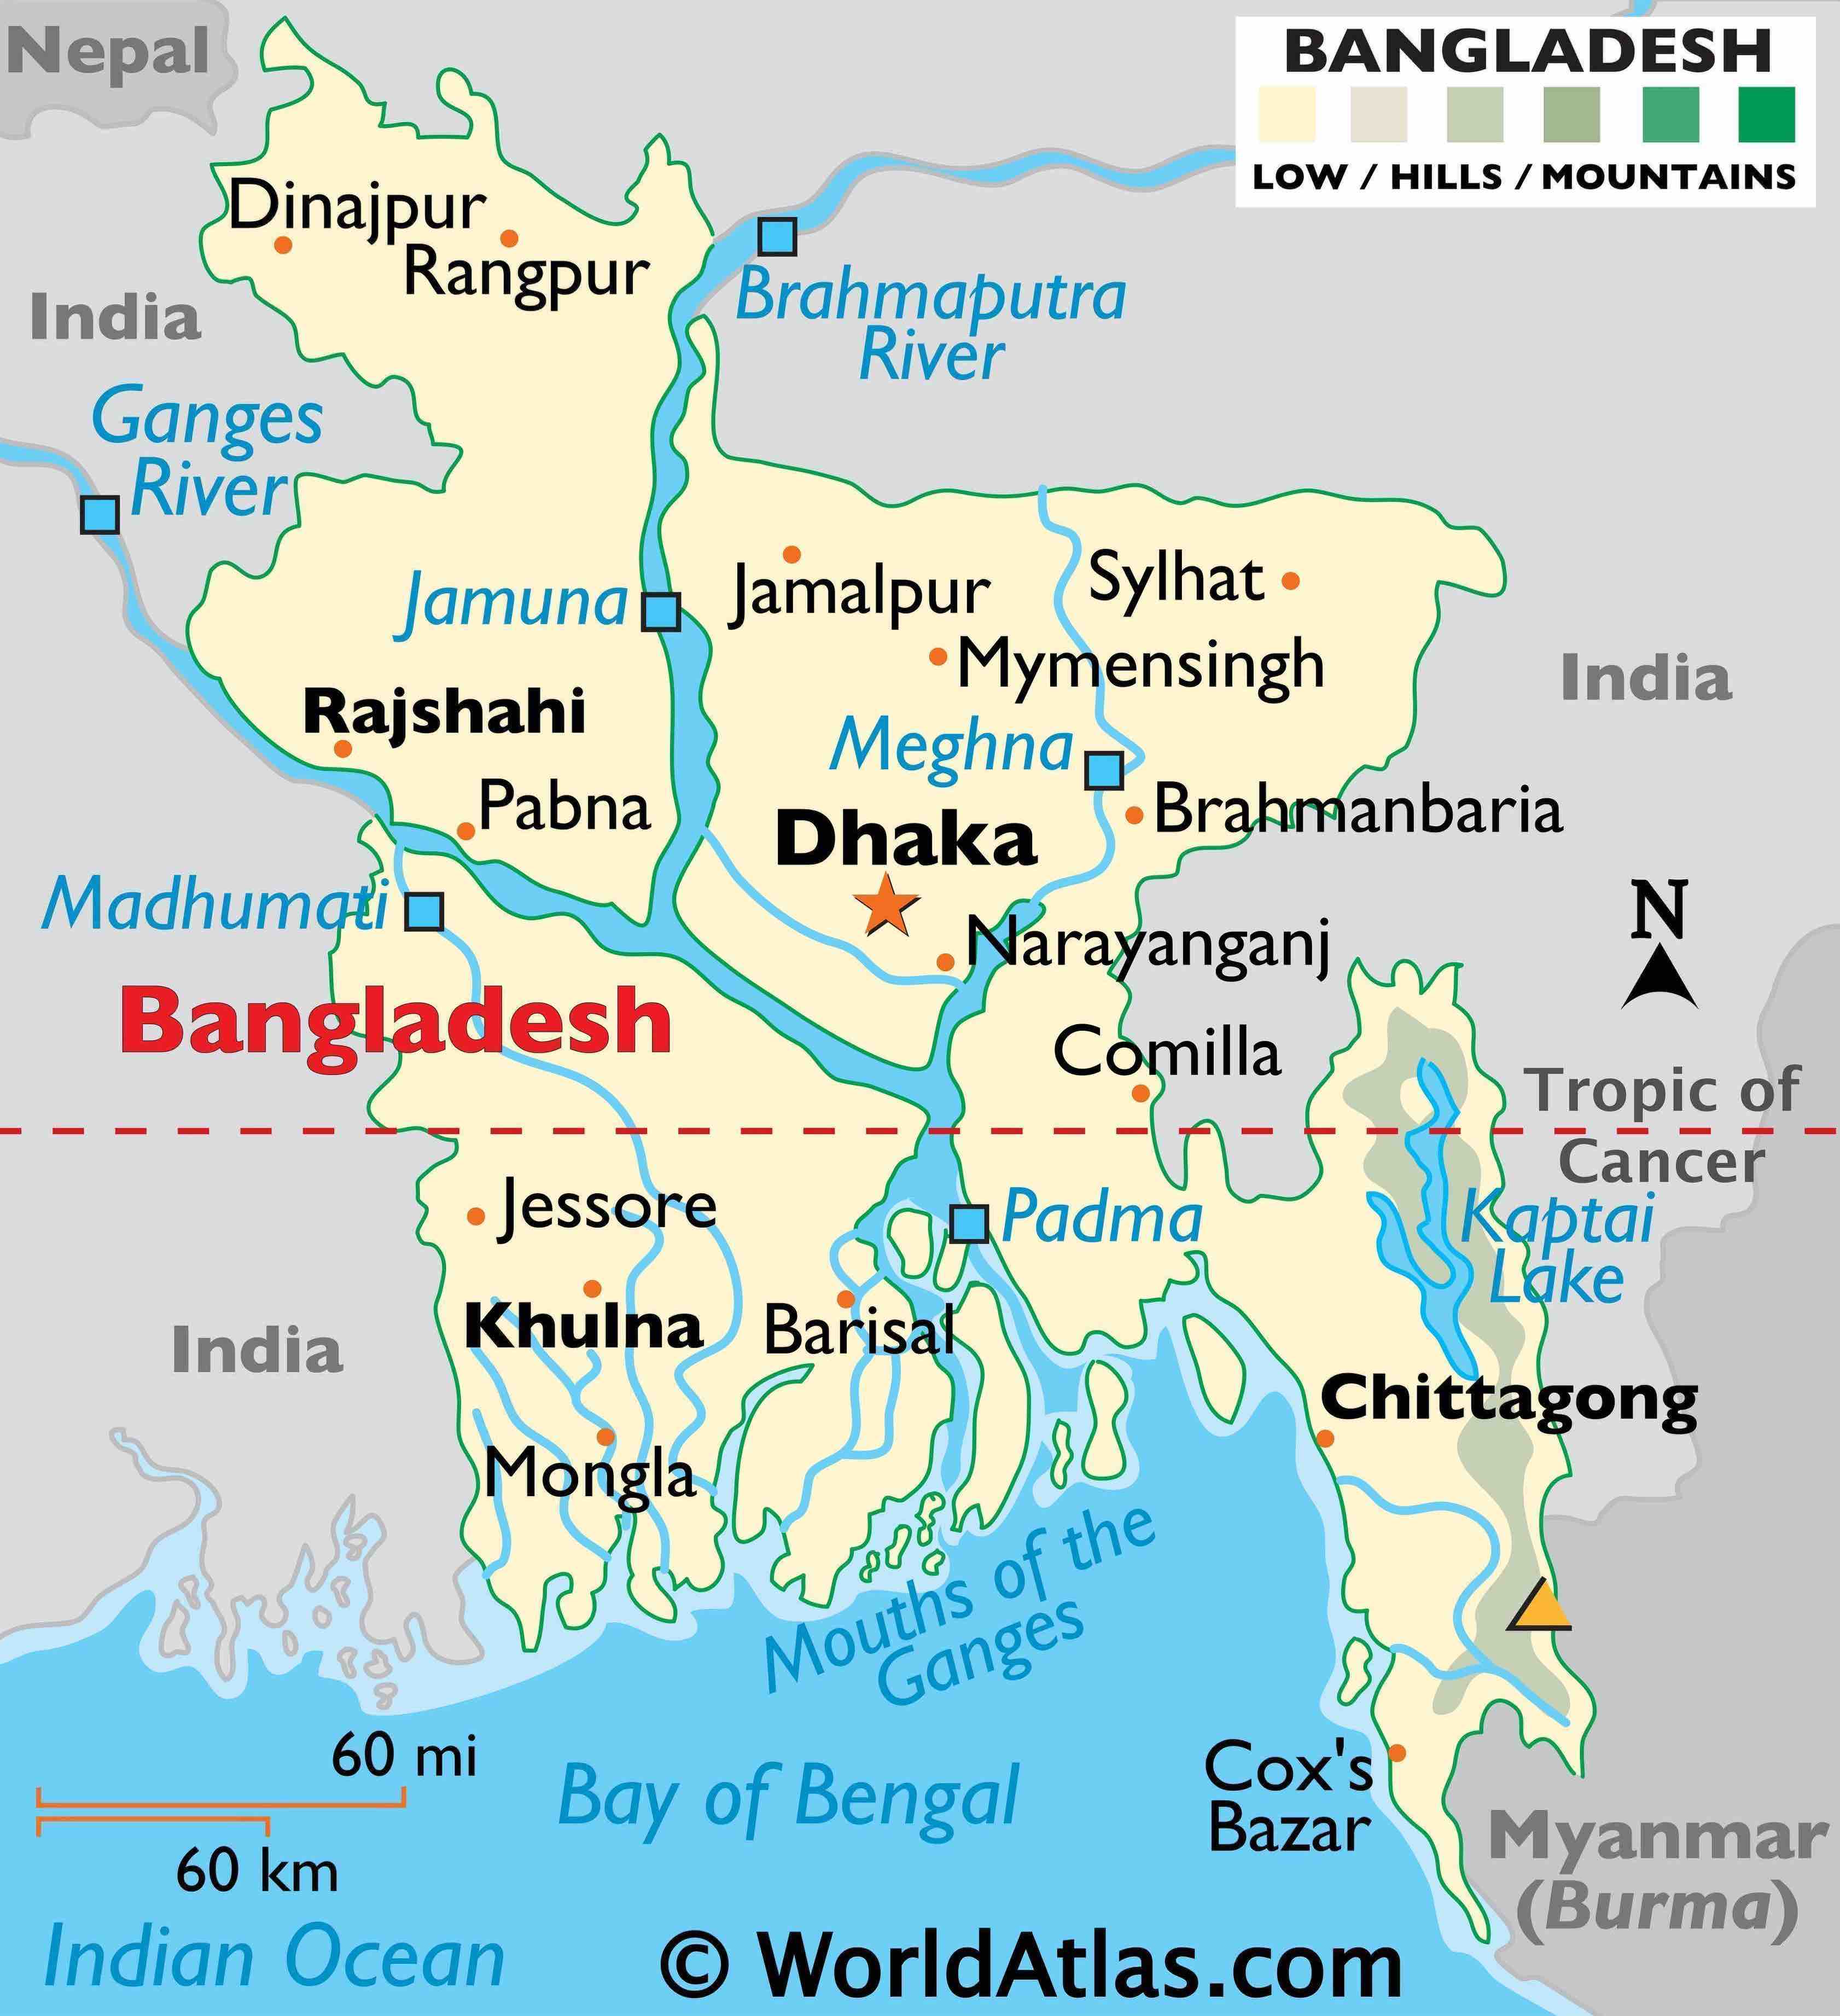 Nepal
BANGLADESH
LOW / HILLS / MOUNTAINS
Dinajpur
Rangpur
Brahmaputra
River
India
Ganges
River
Jamuna
Jamalpur
Sylhat
Mymensingh
India
Rajshahi
Meghna
Pabna
Dhaka
Brahmanbaria
Madhumati
N
Narayanganj
Bangladesh
Comilla
Tropic of
Cancer
Jessore
Padma
Kaptai
Lake
Khulna
Barisal
India
Chittagong
Mongla
Mouths of the
Ganges
60 mi
Bay of Bengal
Cox's
Bazar
60 km
Myanmar
(Burma)
Indian Ocean
© WorldAtlas.com